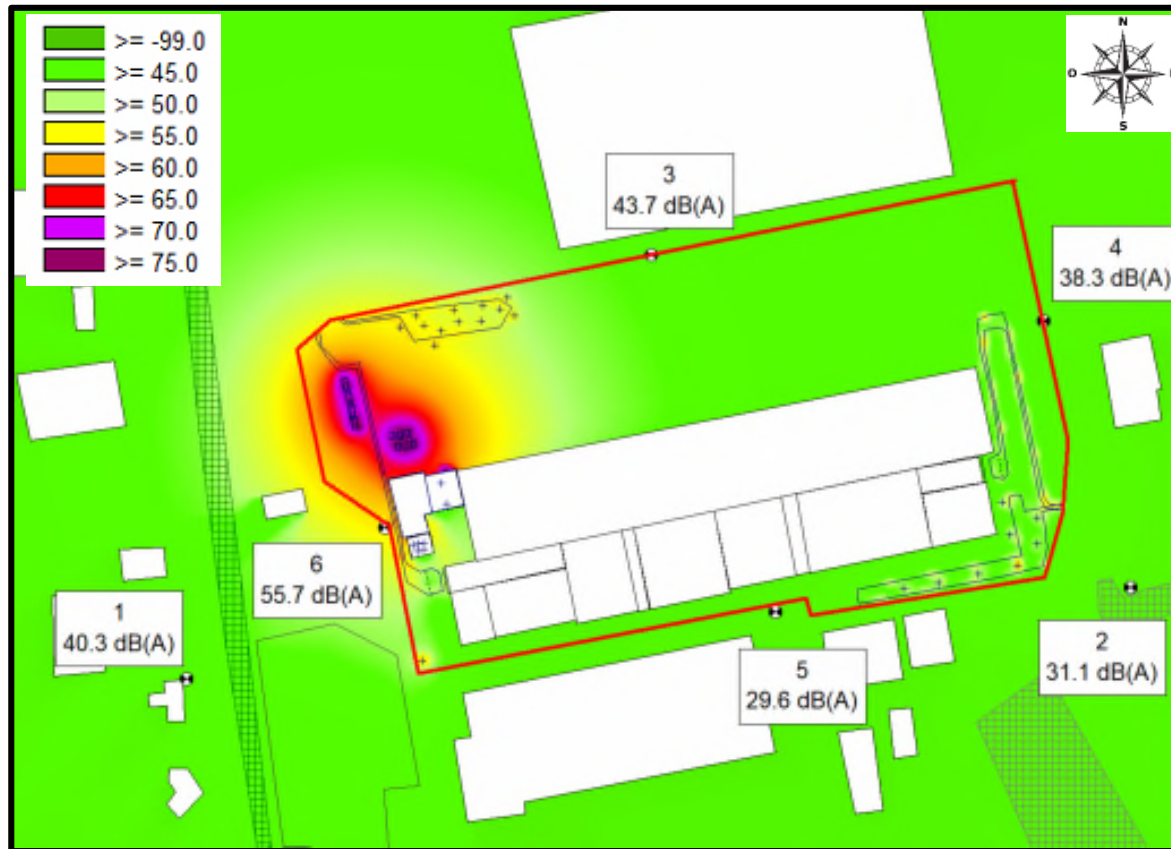 >= -99.0
>= 45.0
>= 50.0
>= 55.0
>= 60.0
>= 65.0
>= 70.0
>= 75.0
N
O
S
3
43.7 dB(A)
4
38.3 dB(A)
6
55.7 dB(A)
1
40.3 dB(A)
5
29.6 dB(A)
2
31.1 dB(A)